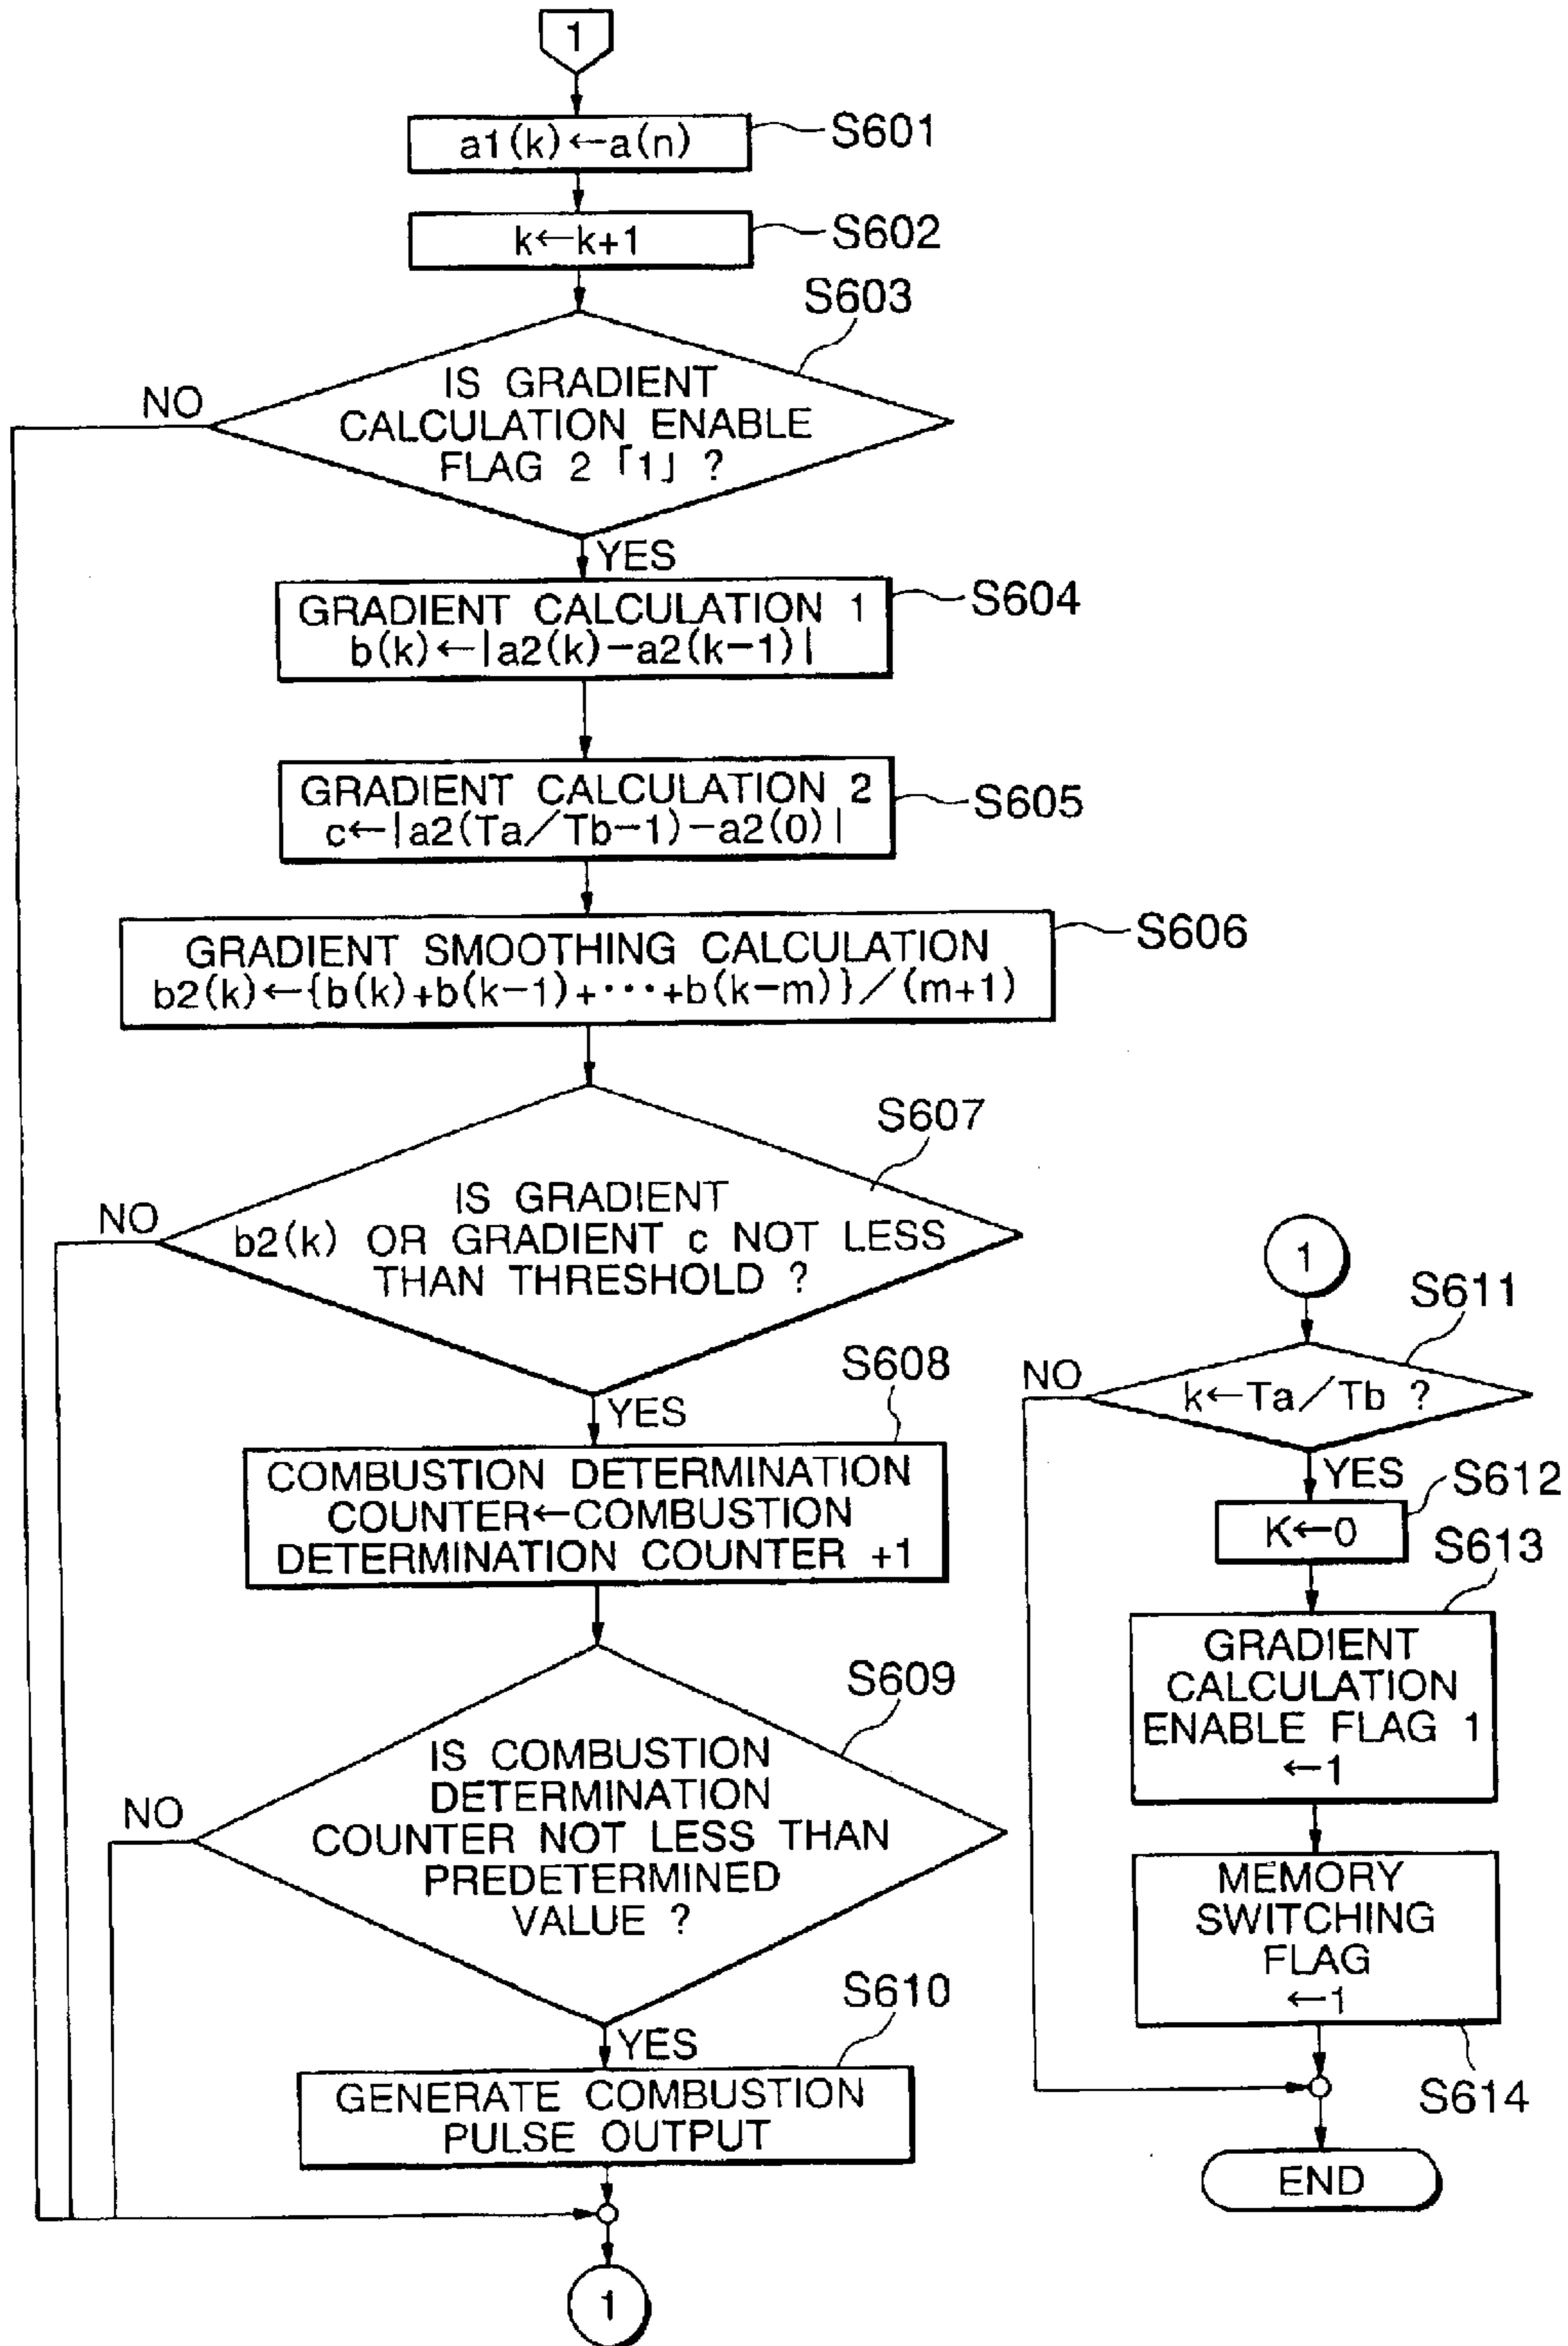 1
a1(k)←a(n)
S601
k←k+1
S602
S603
IS GRADIENT
CALCULATION ENABLE
FLAG 2 「1」 ?
NO
YES
GRADIENT CALCULATION 1
b(k)←|a2(k)−a2(k−1)|
S604
GRADIENT CALCULATION 2
c←|a2(Ta/Tb−1)−a2(0)|
S605
GRADIENT SMOOTHING CALCULATION
b2(k)←{b(k)+b(k−1)+···+b(k−m)}/(m+1)
S606
S607
IS GRADIENT
b2(k) OR GRADIENT c NOT LESS
THAN THRESHOLD ?
NO
YES
S608
COMBUSTION DETERMINATION
COUNTER←COMBUSTION
DETERMINATION COUNTER +1
S609
IS COMBUSTION
DETERMINATION
COUNTER NOT LESS THAN
PREDETERMINED
VALUE ?
NO
YES
S610
GENERATE COMBUSTION
PULSE OUTPUT
1
1
S611
k←Ta/Tb ?
NO
YES
S612
K←0
S613
GRADIENT
CALCULATION
ENABLE FLAG 1
←1
MEMORY
SWITCHING
FLAG
←1
S614
END